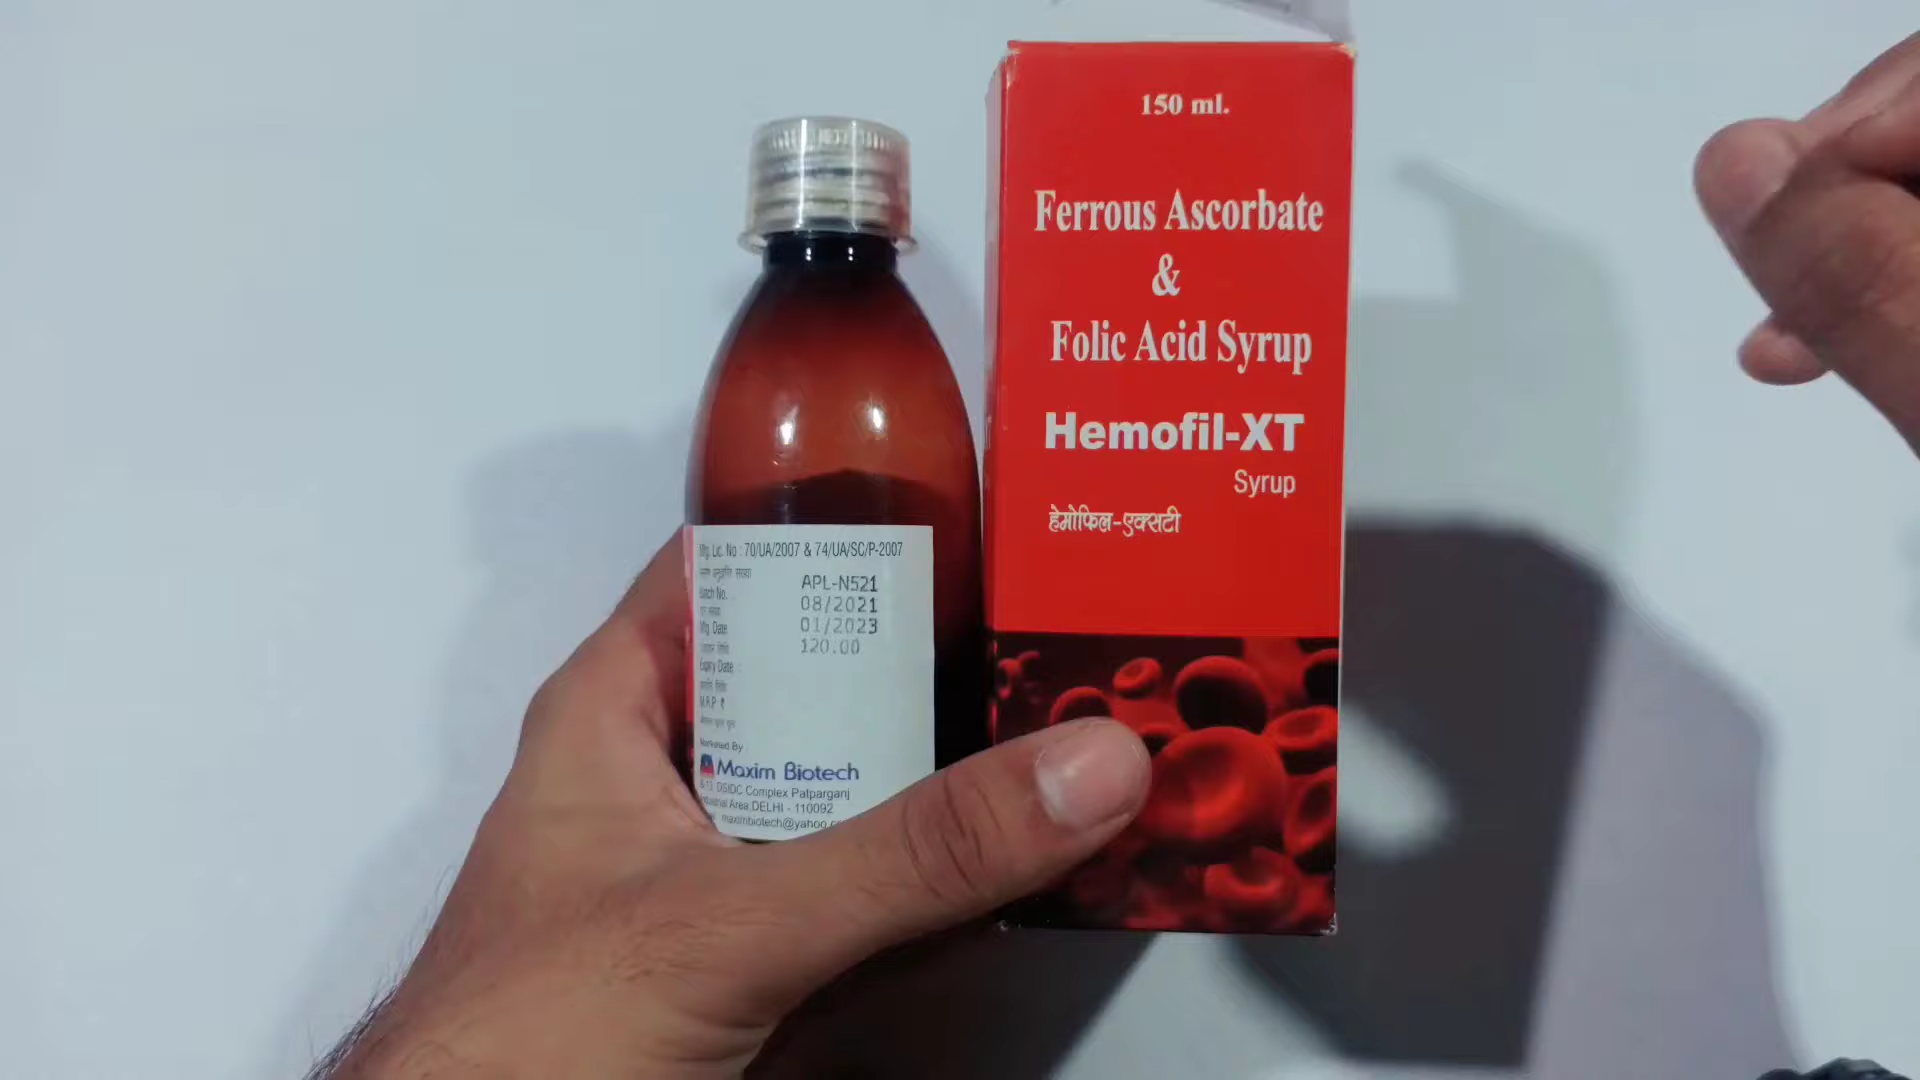 Mfg. Lic. No : 70/UA/2007 & 74/UA/SC/P-2007
APL-N521
Batch No.
08/2021
Mfg. Date
01/2023
120.00
Expiry Date :
M.R.P. ₹
Marketed By
Maxim Biotech
DSIDC Complex Patparganj
Industrial Area, DELHI - 110092
maximbiotech@yahoo.c
150 ml.
Ferrous Ascorbate
&
Folic Acid Syrup
Hemofil-XT
Syrup
हेमोफिल-एक्सटी